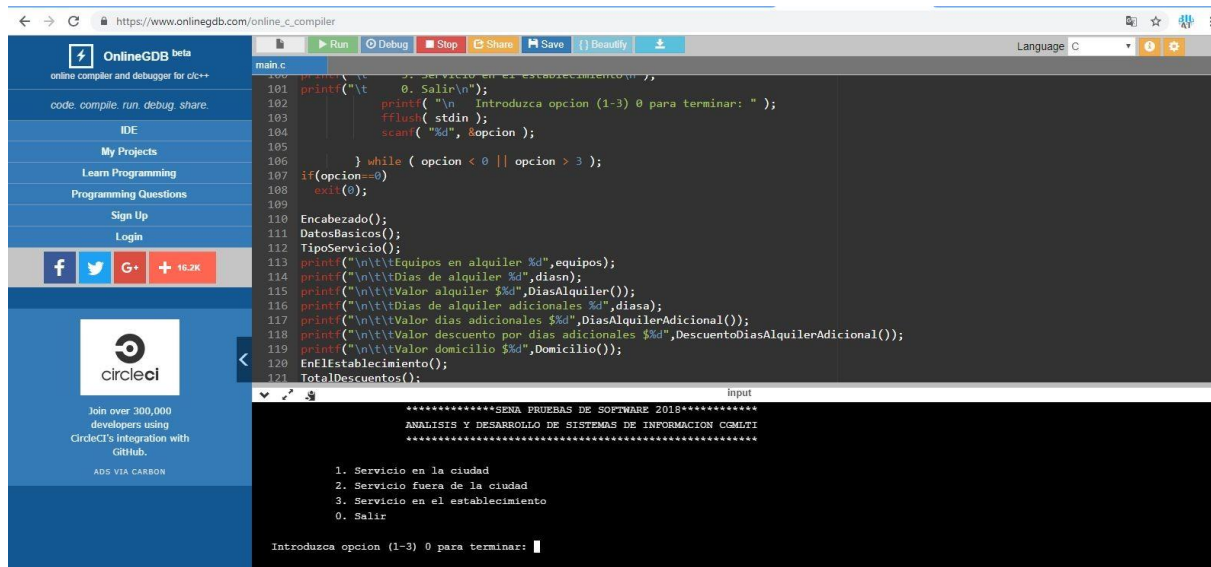 https://www.onlinegdb.com/online_c_compiler
OnlineGDB beta
online compiler and debugger for c/c++
code. compile. run. debug. share.
IDE
My Projects
Learn Programming
Programming Questions
Sign Up
Login
f G+ + 16.2K
circleci
Join over 300,000
developers using
CircleCI's integration with
GitHub.
ADS VIA CARBON
Run Debug Stop Share Save {} Beautify
Language C
main.c
100 printf( "\t 3. Servicio en el establecimiento\n");
101 printf("\t 0. Salir\n");
102 printf( "\n Introduzca opcion (1-3) 0 para terminar: " );
103 fflush( stdin );
104 scanf( "%d", &opcion );
105
106 } while ( opcion < 0 || opcion > 3 );
107 if(opcion==0)
108 exit(0);
109
110 Encabezado();
111 DatosBasicos();
112 TipoServicio();
113 printf("\n\t\tEquipos en alquiler %d",equipos);
114 printf("\n\t\tDias de alquiler %d",diasn);
115 printf("\n\t\tValor alquiler $%d",DiasAlquiler());
116 printf("\n\t\tDias de alquiler adicionales %d",diasa);
117 printf("\n\t\tValor dias adicionales $%d",DiasAlquilerAdicional());
118 printf("\n\t\tValor descuento por dias adicionales $%d",DescuentoDiasAlquilerAdicional());
119 printf("\n\t\tValor domicilio $%d",Domicilio());
120 EnElEstablecimiento();
121 TotalDescuentos();
input
**************SENA PRUEBAS DE SOFTWARE 2018************
ANALISIS Y DESARROLLO DE SISTEMAS DE INFORMACION CGMLTI
*******************************************************
1. Servicio en la ciudad
2. Servicio fuera de la ciudad
3. Servicio en el establecimiento
0. Salir
Introduzca opcion (1-3) 0 para terminar: